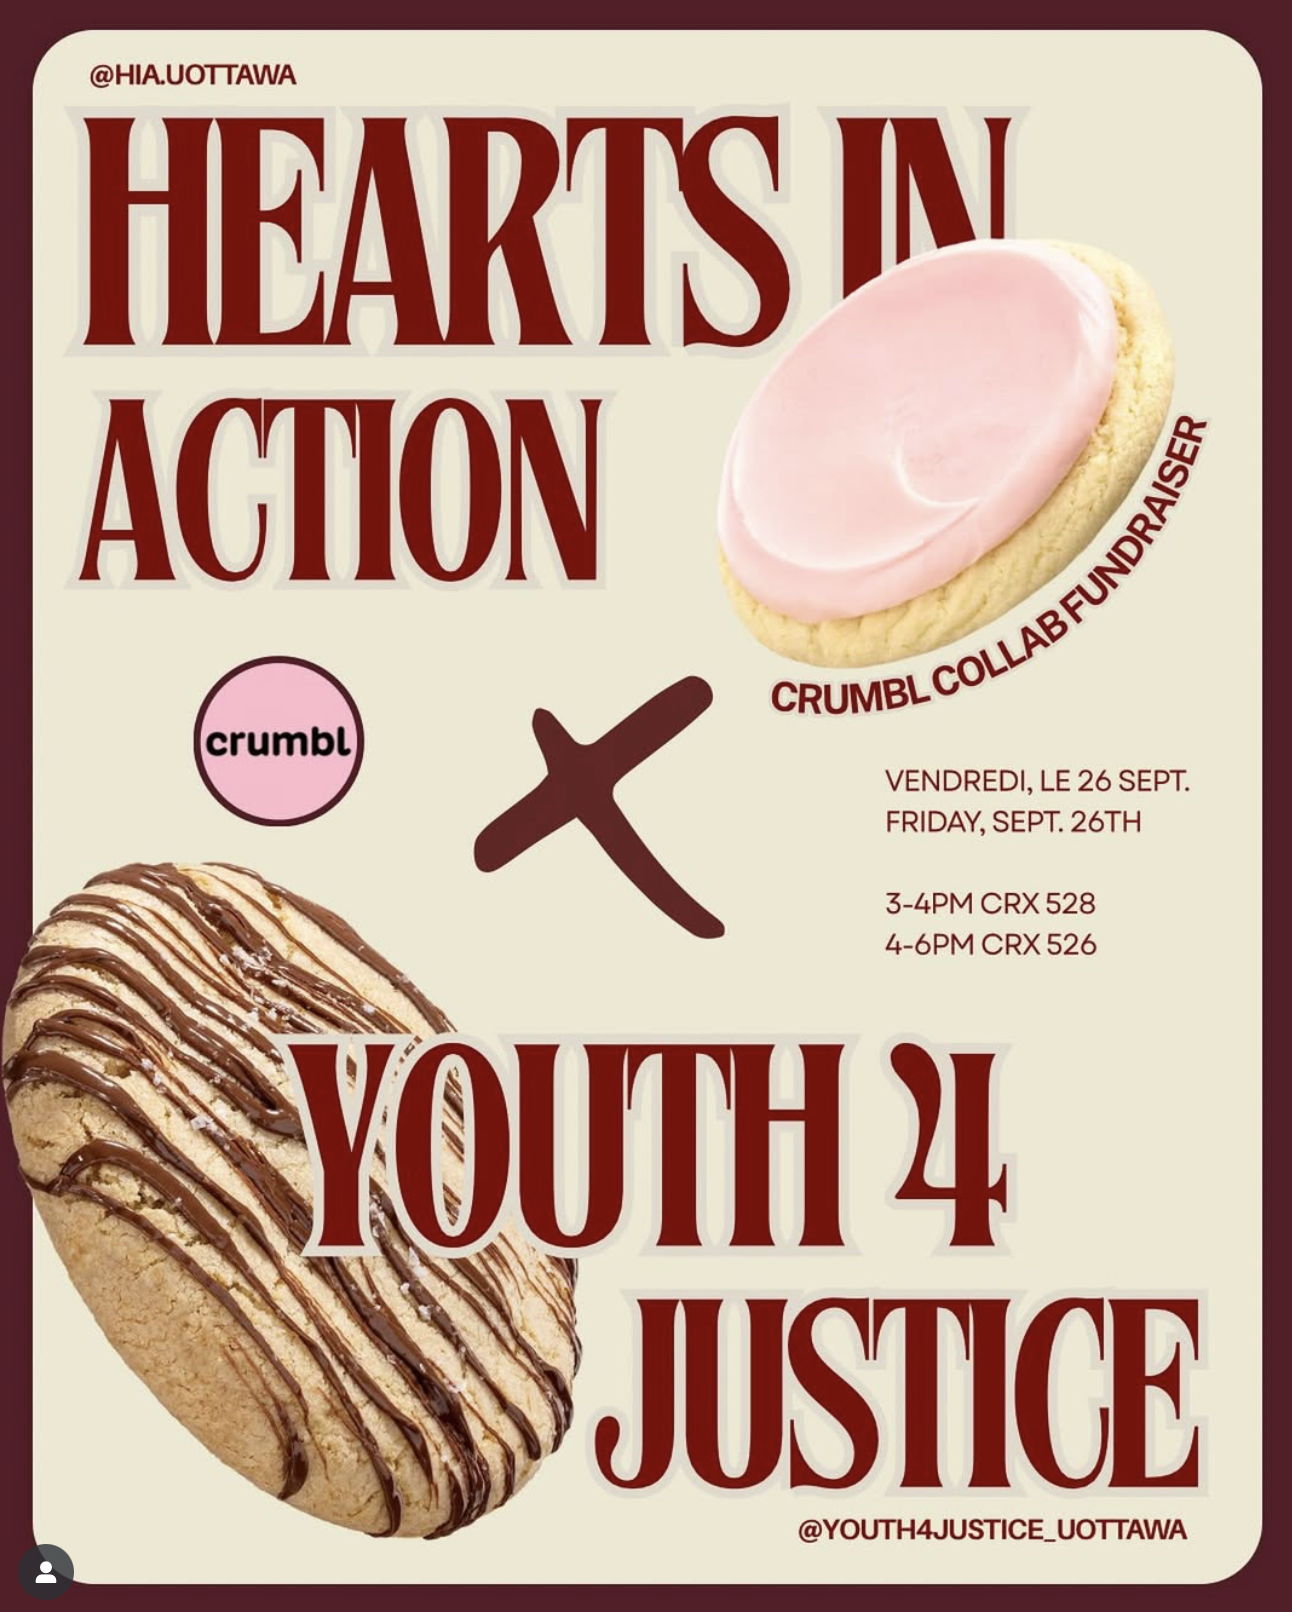 @HIA.UOTTAWA
HEARTS IN
ACTION
CRUMBL COLLAB FUNDRAISER
crumbl
VENDREDI, LE 26 SEPT.
FRIDAY, SEPT. 26TH
3-4PM CRX 528
4-6PM CRX 526
YOUTH 4
JUSTICE
@YOUTH4JUSTICE_UOTTAWA